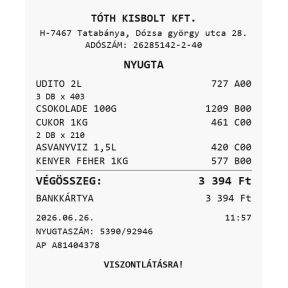 TÓTH KISBOLT KFT.
H-7467 Tatabánya, Dózsa györgy utca 28.
ADÓSZÁM: 26285142-2-40
NYUGTA
UDITO 2L 727 A00
3 DB x 403
CSOKOLADE 100G 1209 B00
CUKOR 1KG 461 C00
2 DB x 210
ASVANYVIZ 1,5L 420 C00
KENYER FEHER 1KG 577 B00
VÉGÖSSZEG: 3 394 Ft
BANKKÁRTYA 3 394 Ft
2026.06.26. 11:57
NYUGTASZÁM: 5390/92946
AP A81404378
VISZONTLÁTÁSRA!